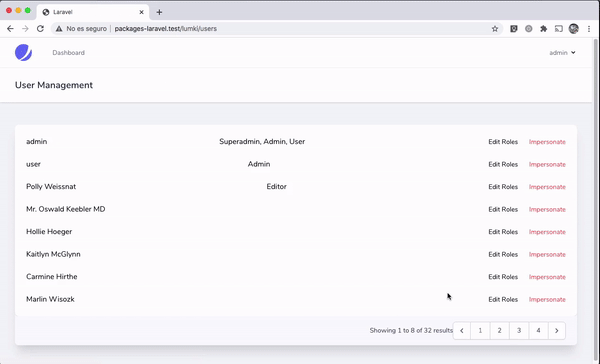 Laravel
No es seguro | packages-laravel.test/lumki/users
Dashboard admin
User Management
admin Superadmin, Admin, User Edit Roles Impersonate
user Admin Edit Roles Impersonate
Polly Weissnat Editor Edit Roles Impersonate
Mr. Oswald Keebler MD Edit Roles Impersonate
Hollie Hoeger Edit Roles Impersonate
Kaitlyn McGlynn Edit Roles Impersonate
Carmine Hirthe Edit Roles Impersonate
Marlin Wisozk Edit Roles Impersonate
Showing 1 to 8 of 32 results 1 2 3 4